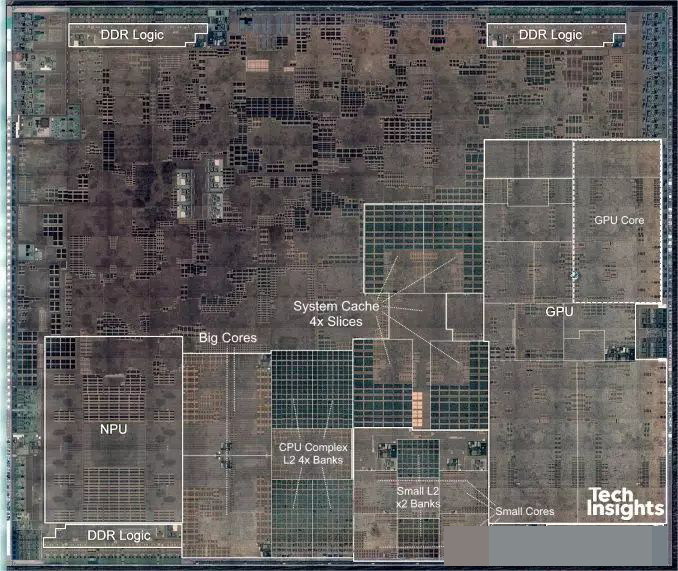 DDR Logic
DDR Logic
GPU Core
System Cache
4x Slices
GPU
Big Cores
NPU
CPU Complex
L2 4x Banks
Small L2
x2 Banks
Small Cores
Tech
Insights
DDR Logic